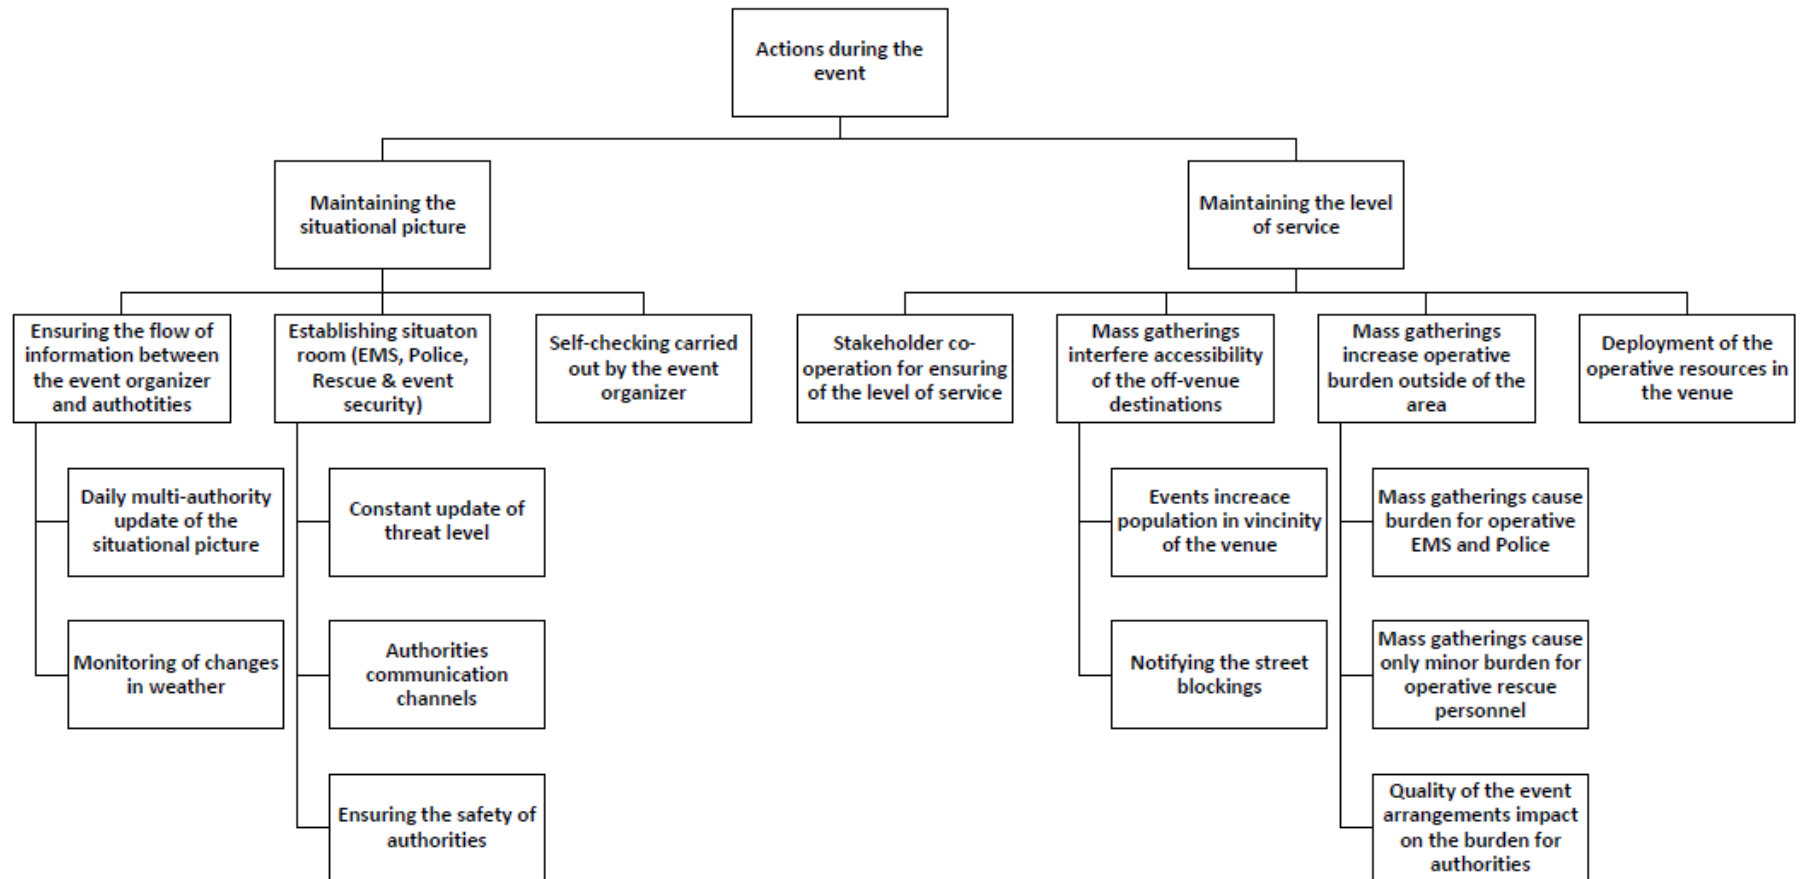 Actions during the
event
Maintaining the
situational picture
Maintaining the level
of service
Ensuring the flow of
information between
the event organizer
and authotities
Establishing situaton
room (EMS, Police,
Rescue & event
security)
Self-checking carried
out by the event
organizer
Stakeholder co-
operation for ensuring
of the level of service
Mass gatherings
interfere accessibility
of the off-venue
destinations
Mass gatherings
increase operative
burden outside of the
area
Deployment of the
operative resources in
the venue
Daily multi-authority
update of the
situational picture
Constant update of
threat level
Events increace
population in vincinity
of the venue
Mass gatherings cause
burden for operative
EMS and Police
Monitoring of changes
in weather
Authorities
communication
channels
Notifying the street
blockings
Mass gatherings cause
only minor burden for
operative rescue
personnel
Ensuring the safety of
authorities
Quality of the event
arrangements impact
on the burden for
authorities